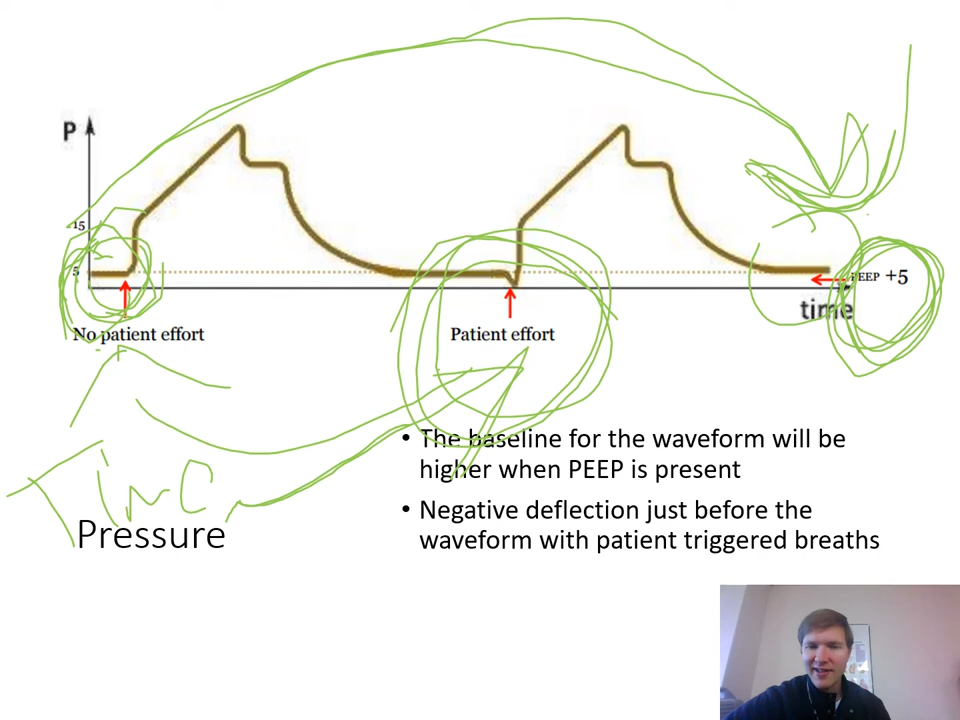 P
15
5
PEEP +5
time
No patient effort
Patient effort
• The baseline for the waveform will be
higher when PEEP is present
• Negative deflection just before the
waveform with patient triggered breaths
Time
Pressure